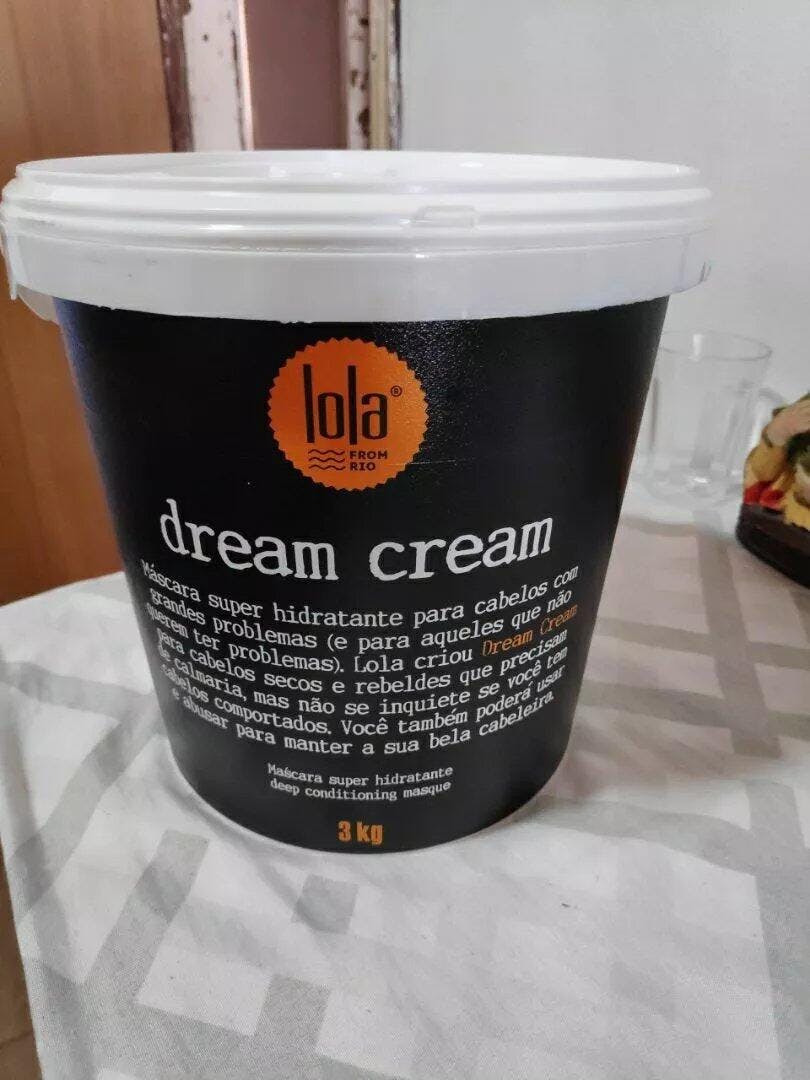 lola®
FROM
RIO
dream cream
Máscara super hidratante para cabelos com
grandes problemas (e para aqueles que não
querem ter problemas). Lola criou Dream Cream
para cabelos secos e rebeldes que precisam
de calmaria, mas não se inquiete se você tem
cabelos comportados. Você também poderá usar
e abusar para manter a sua bela cabeleira.
Máscara super hidratante
deep conditioning masque
3 kg